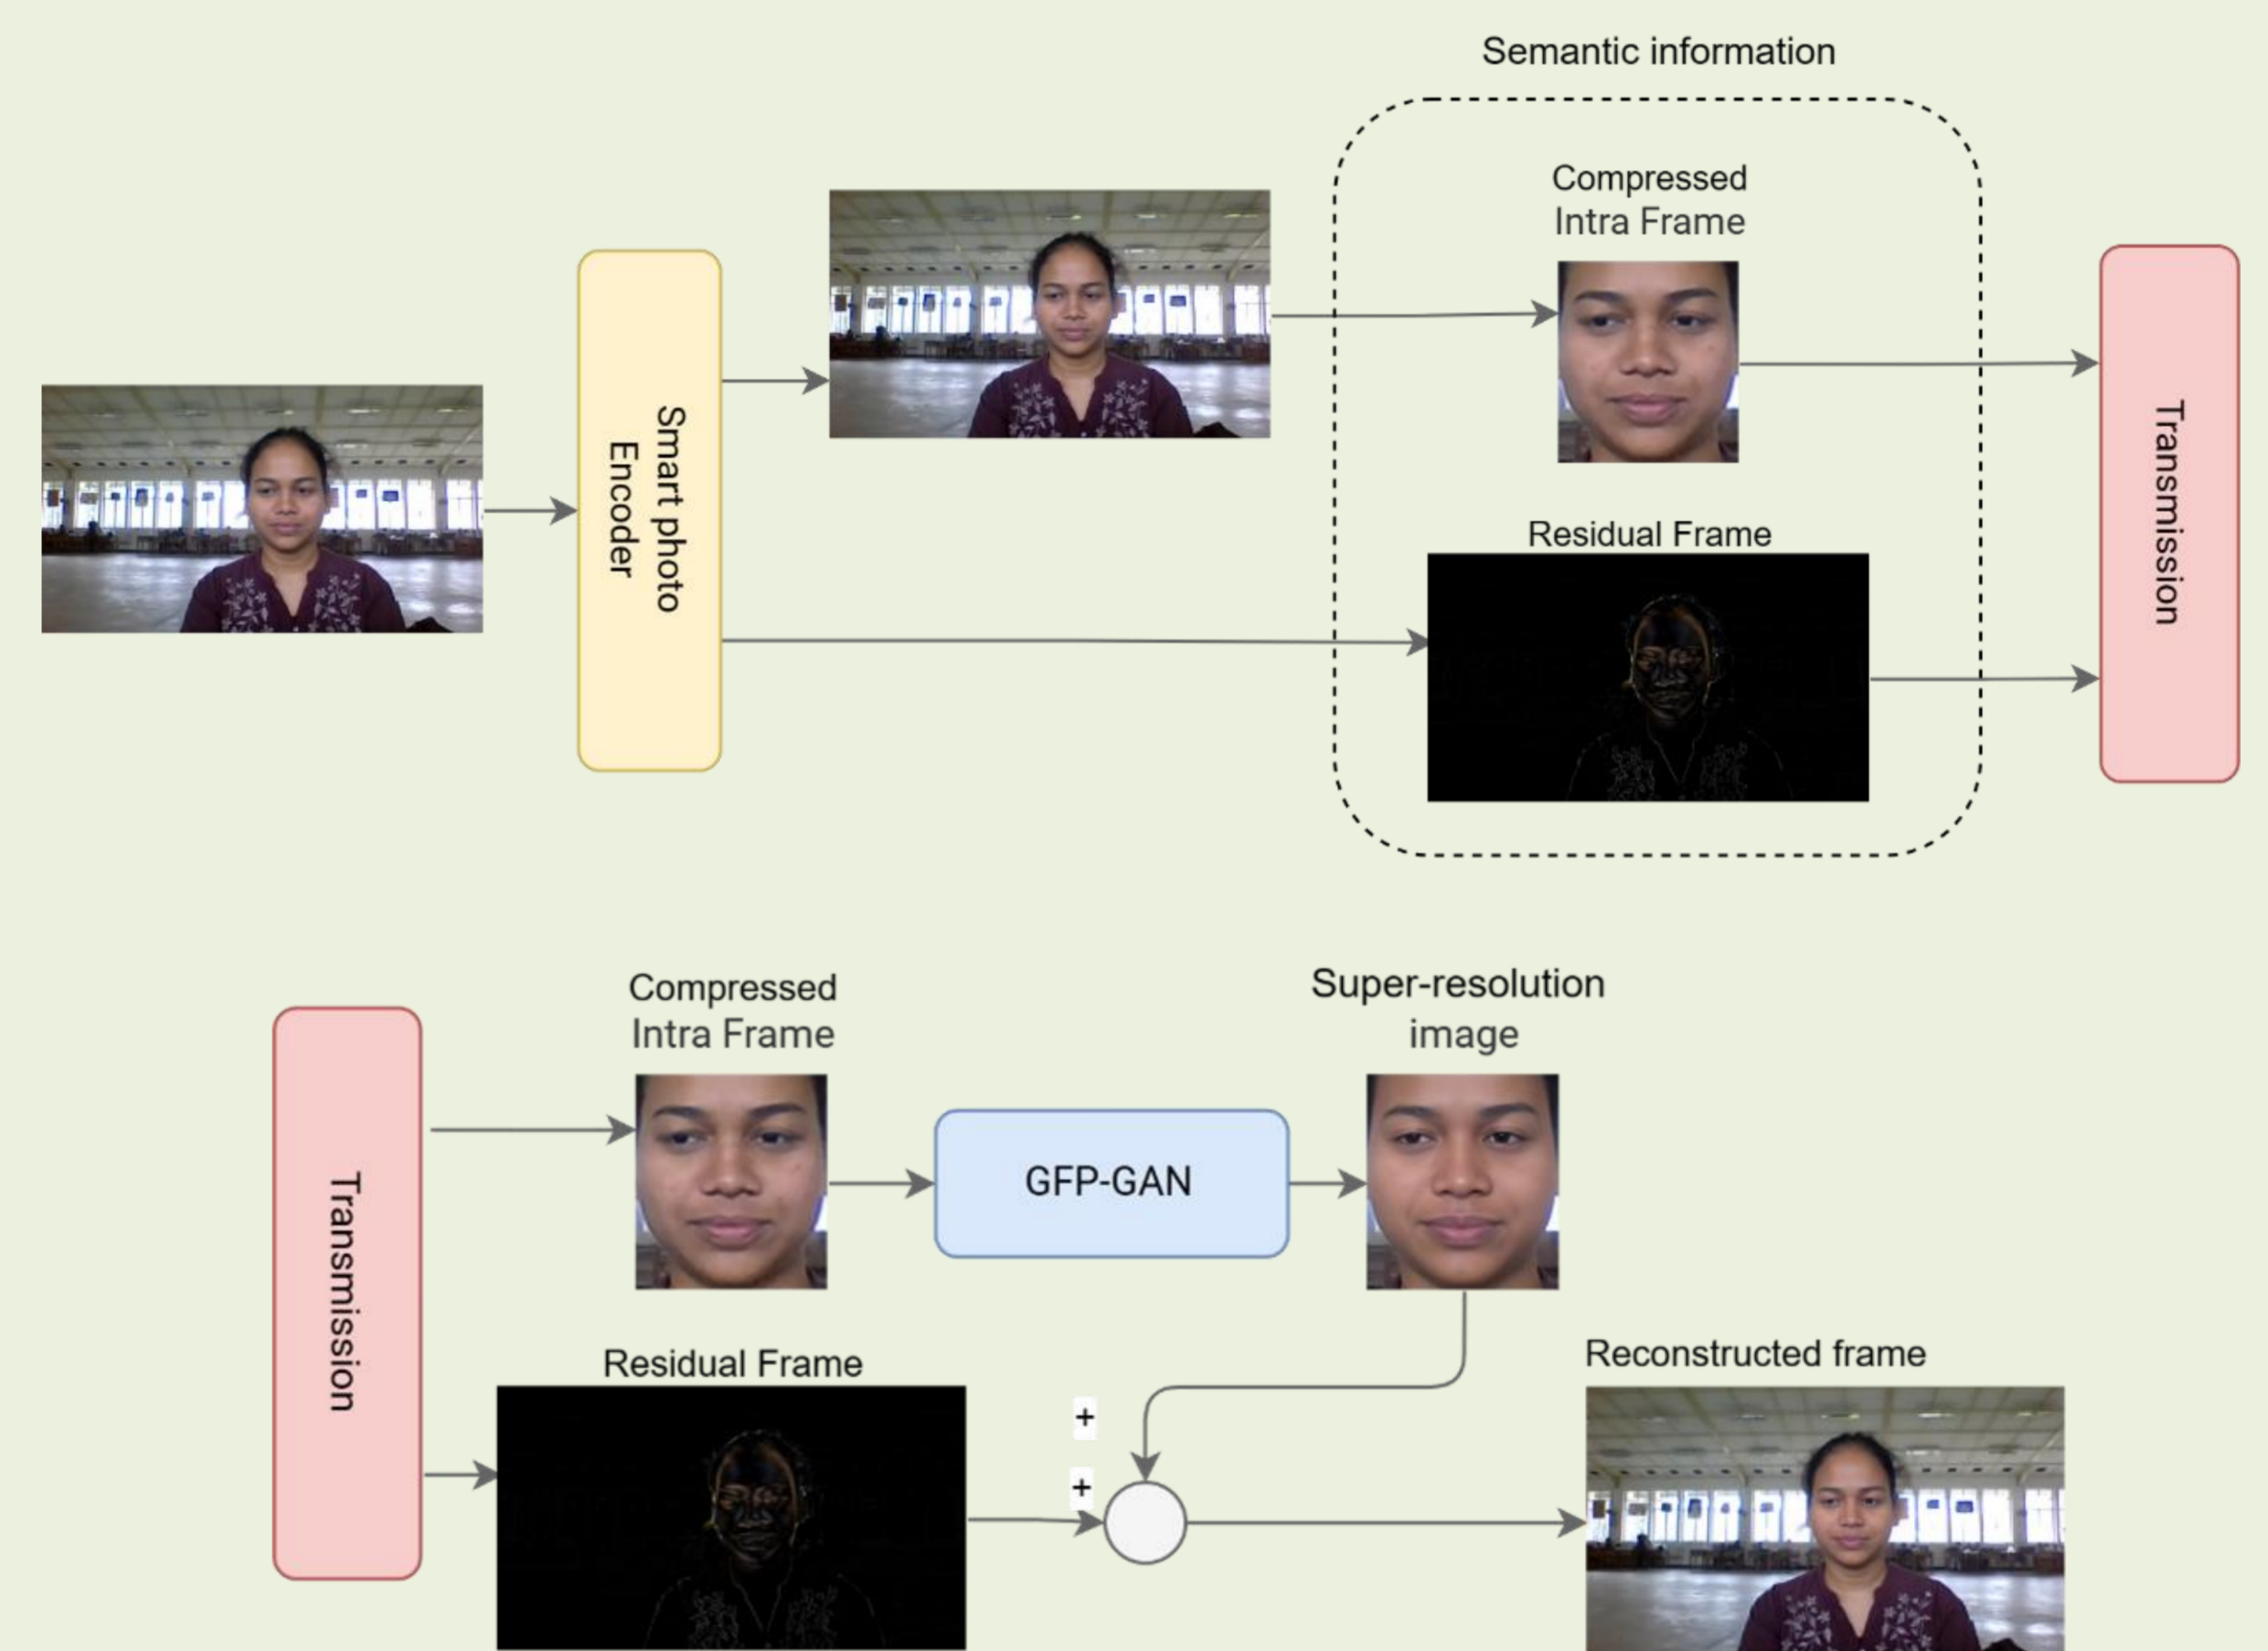 Semantic information
Compressed
Intra Frame
Smart photo
Encoder
Residual Frame
Transmission
Compressed
Intra Frame
Super-resolution
image
GFP-GAN
Transmission
Residual Frame
Reconstructed frame
+
+